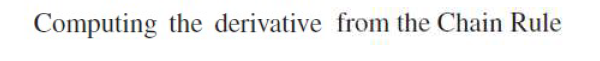 Computing the derivative from the Chain Rule